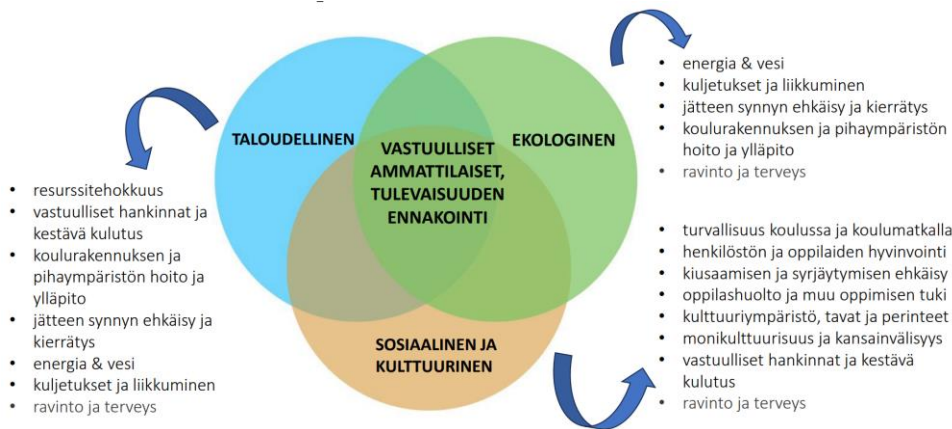 TALOUDELLINEN
EKOLOGINEN
VASTUULLISET
AMMATTILAISET,
TULEVAISUUDEN
ENNAKOINTI
SOSIAALINEN JA
KULTTUURINEN
• resurssitehokkuus
• vastuulliset hankinnat ja
kestävä kulutus
• koulurakennuksen ja
pihaympäristön hoito ja
ylläpito
• jätteen synnyn ehkäisy ja
kierrätys
• energia & vesi
• kuljetukset ja liikkuminen
• ravinto ja terveys
• energia & vesi
• kuljetukset ja liikkuminen
• jätteen synnyn ehkäisy ja kierrätys
• koulurakennuksen ja pihaympäristön
hoito ja ylläpito
• ravinto ja terveys
• turvallisuus koulussa ja koulumatkalla
• henkilöstön ja oppilaiden hyvinvointi
• kiusaamisen ja syrjäytymisen ehkäisy
• oppilashuolto ja muu oppimisen tuki
• kulttuuriympäristö, tavat ja perinteet
• monikulttuurisuus ja kansainvälisyys
• vastuulliset hankinnat ja kestävä
kulutus
• ravinto ja terveys